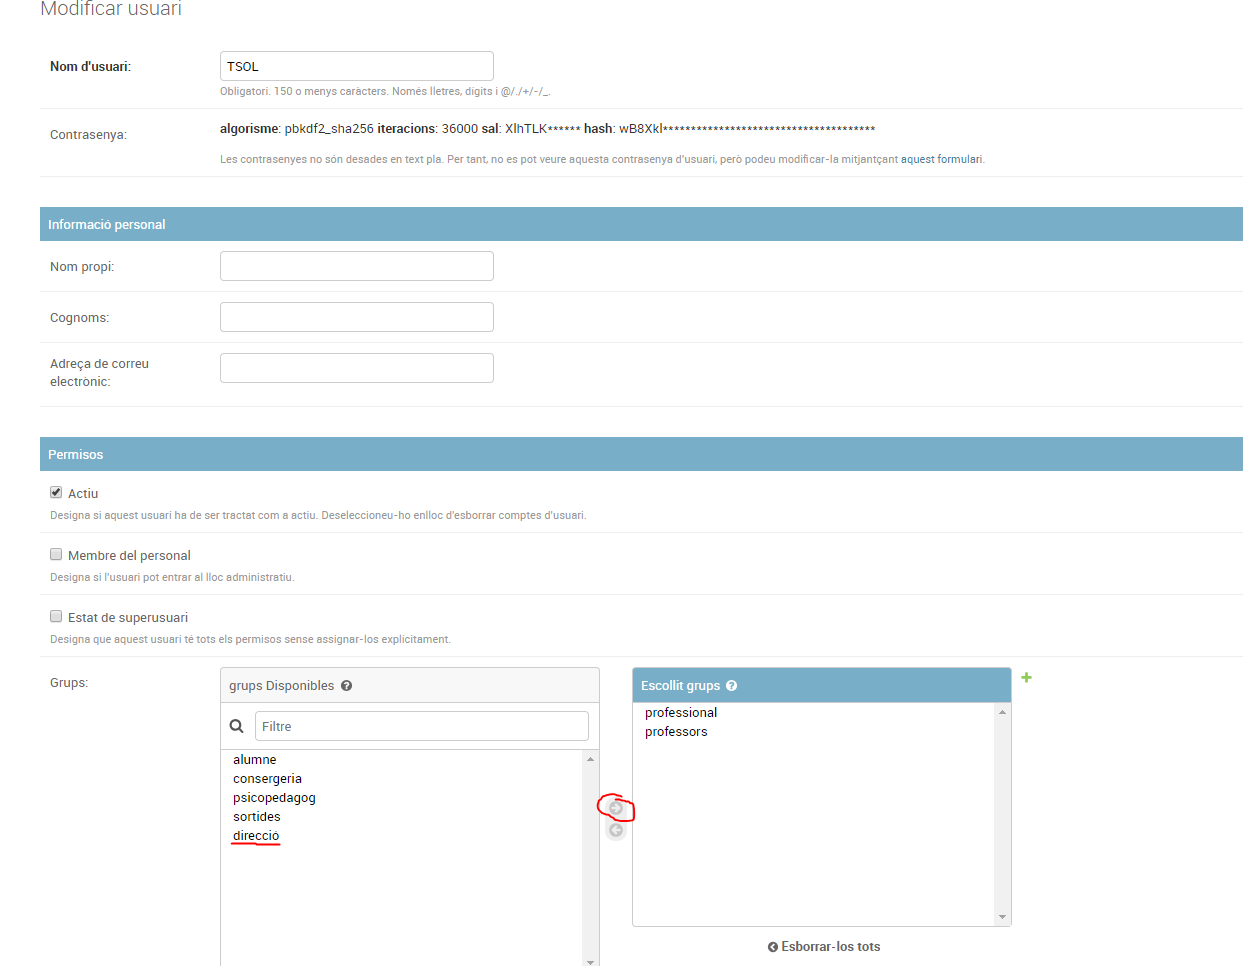 Modificar usuari
Nom d'usuari:
TSOL
Obligatori. 150 o menys caràcters. Només lletres, dígits i @/./+/-/_.
Contrasenya:
algorisme: pbkdf2_sha256 iteracions: 36000 sal: XlhTLK****** hash: wB8Xkl**************************************
Les contrasenyes no són desades en text pla. Per tant, no es pot veure aquesta contrasenya d'usuari, però podeu modificar-la mitjantçant aquest formulari.
Informació personal
Nom propi:
Cognoms:
Adreça de correu
electrònic:
Permisos
Actiu
Designa si aquest usuari ha de ser tractat com a actiu. Deseleccioneu-ho enlloc d'esborrar comptes d'usuari.
Membre del personal
Designa si l'usuari pot entrar al lloc administratiu.
Estat de superusuari
Designa que aquest usuari té tots els permisos sense assignar-los explícitament.
Grups:
grups Disponibles
Filtre
alumne
consergeria
psicopedagog
sortides
direcció
Escollit grups
professional
professors
Esborrar-los tots